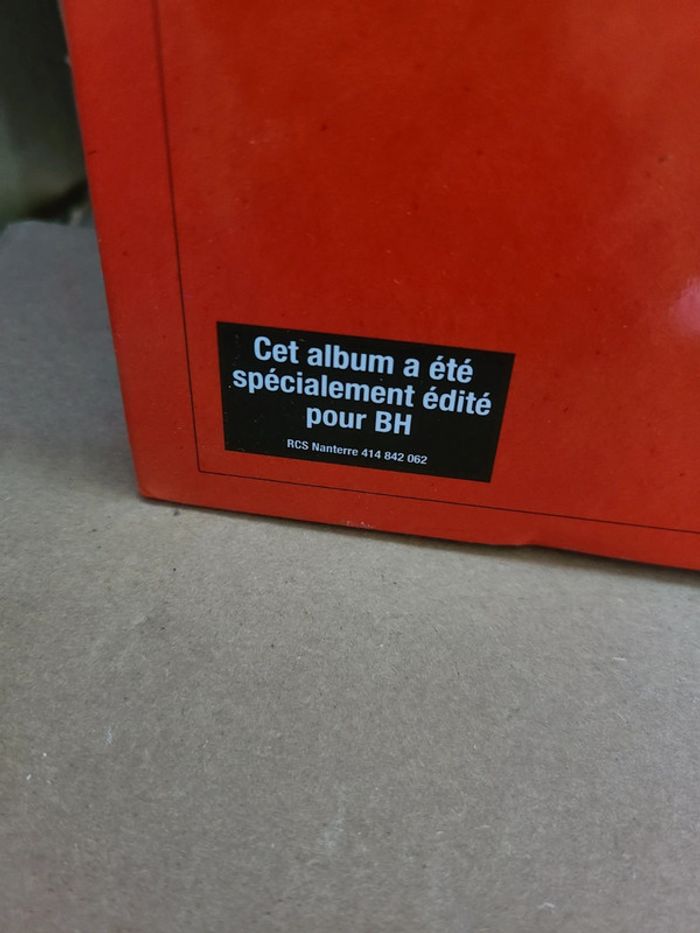 Cet album a été
spécialement édité
pour BH
RCS Nanterre 414 842 062